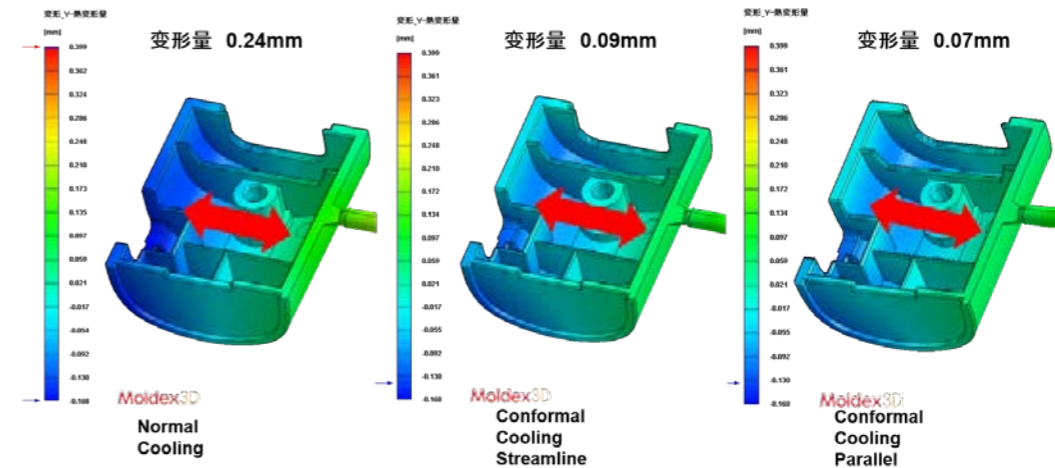 变形_Y-熱变形量
[mm]
0.399
0.362
0.324
0.286
0.248
0.210
0.173
0.135
0.097
0.059
0.021
-0.017
-0.054
-0.092
-0.130
-0.168
变形量 0.24mm
Moldex3D
Normal
Cooling
变形_Y-熱变形量
[mm]
0.399
0.361
0.323
0.286
0.248
0.210
0.172
0.134
0.097
0.059
0.021
-0.017
-0.055
-0.092
-0.130
-0.168
变形量 0.09mm
Moldex3D
Conformal
Cooling
Streamline
变形_Y-熱变形量
[mm]
0.399
0.361
0.323
0.286
0.248
0.210
0.172
0.134
0.097
0.059
0.021
-0.017
-0.055
-0.092
-0.130
-0.168
变形量 0.07mm
Moldex3D
Conformal
Cooling
Parallel